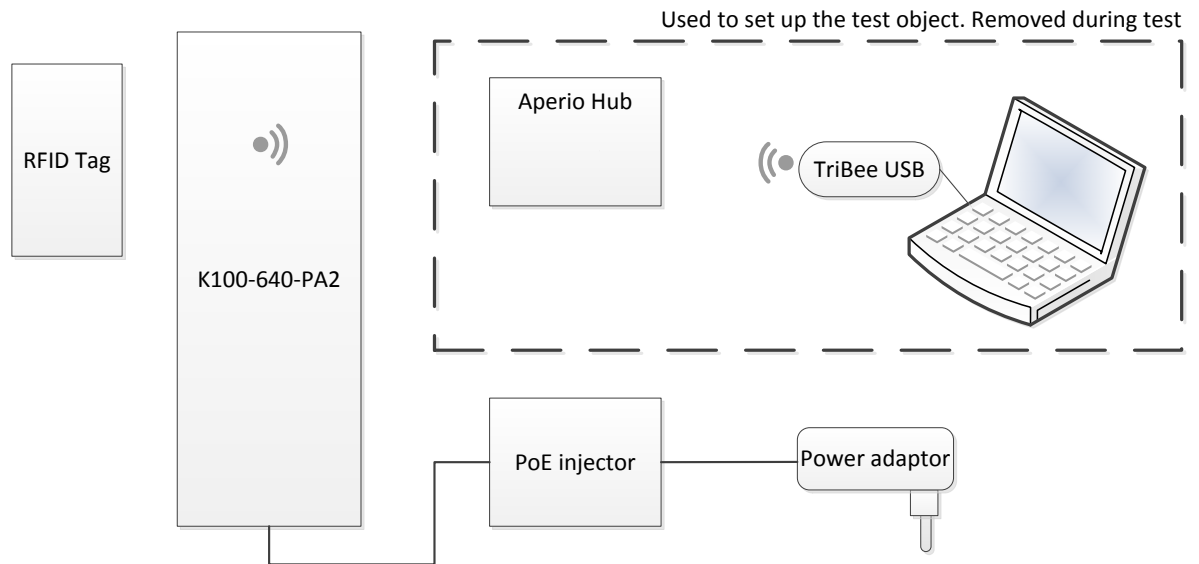 Used to set up the test object. Removed during test
Aperio Hub
RFID Tag
TriBee USB
K100-640-PA2
PoE injector
Power adaptor